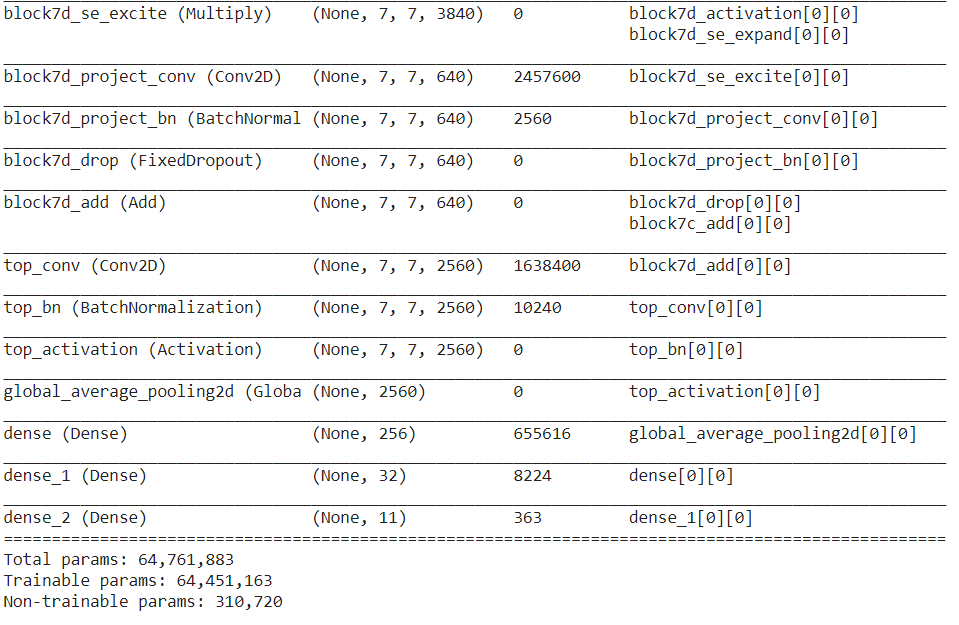 block7d_se_excite (Multiply) (None, 7, 7, 3840) 0 block7d_activation[0][0]
block7d_se_expand[0][0]
block7d_project_conv (Conv2D) (None, 7, 7, 640) 2457600 block7d_se_excite[0][0]
block7d_project_bn (BatchNormal (None, 7, 7, 640) 2560 block7d_project_conv[0][0]
block7d_drop (FixedDropout) (None, 7, 7, 640) 0 block7d_project_bn[0][0]
block7d_add (Add) (None, 7, 7, 640) 0 block7d_drop[0][0]
block7c_add[0][0]
top_conv (Conv2D) (None, 7, 7, 2560) 1638400 block7d_add[0][0]
top_bn (BatchNormalization) (None, 7, 7, 2560) 10240 top_conv[0][0]
top_activation (Activation) (None, 7, 7, 2560) 0 top_bn[0][0]
global_average_pooling2d (Globa (None, 2560) 0 top_activation[0][0]
dense (Dense) (None, 256) 655616 global_average_pooling2d[0][0]
dense_1 (Dense) (None, 32) 8224 dense[0][0]
dense_2 (Dense) (None, 11) 363 dense_1[0][0]
Total params: 64,761,883
Trainable params: 64,451,163
Non-trainable params: 310,720